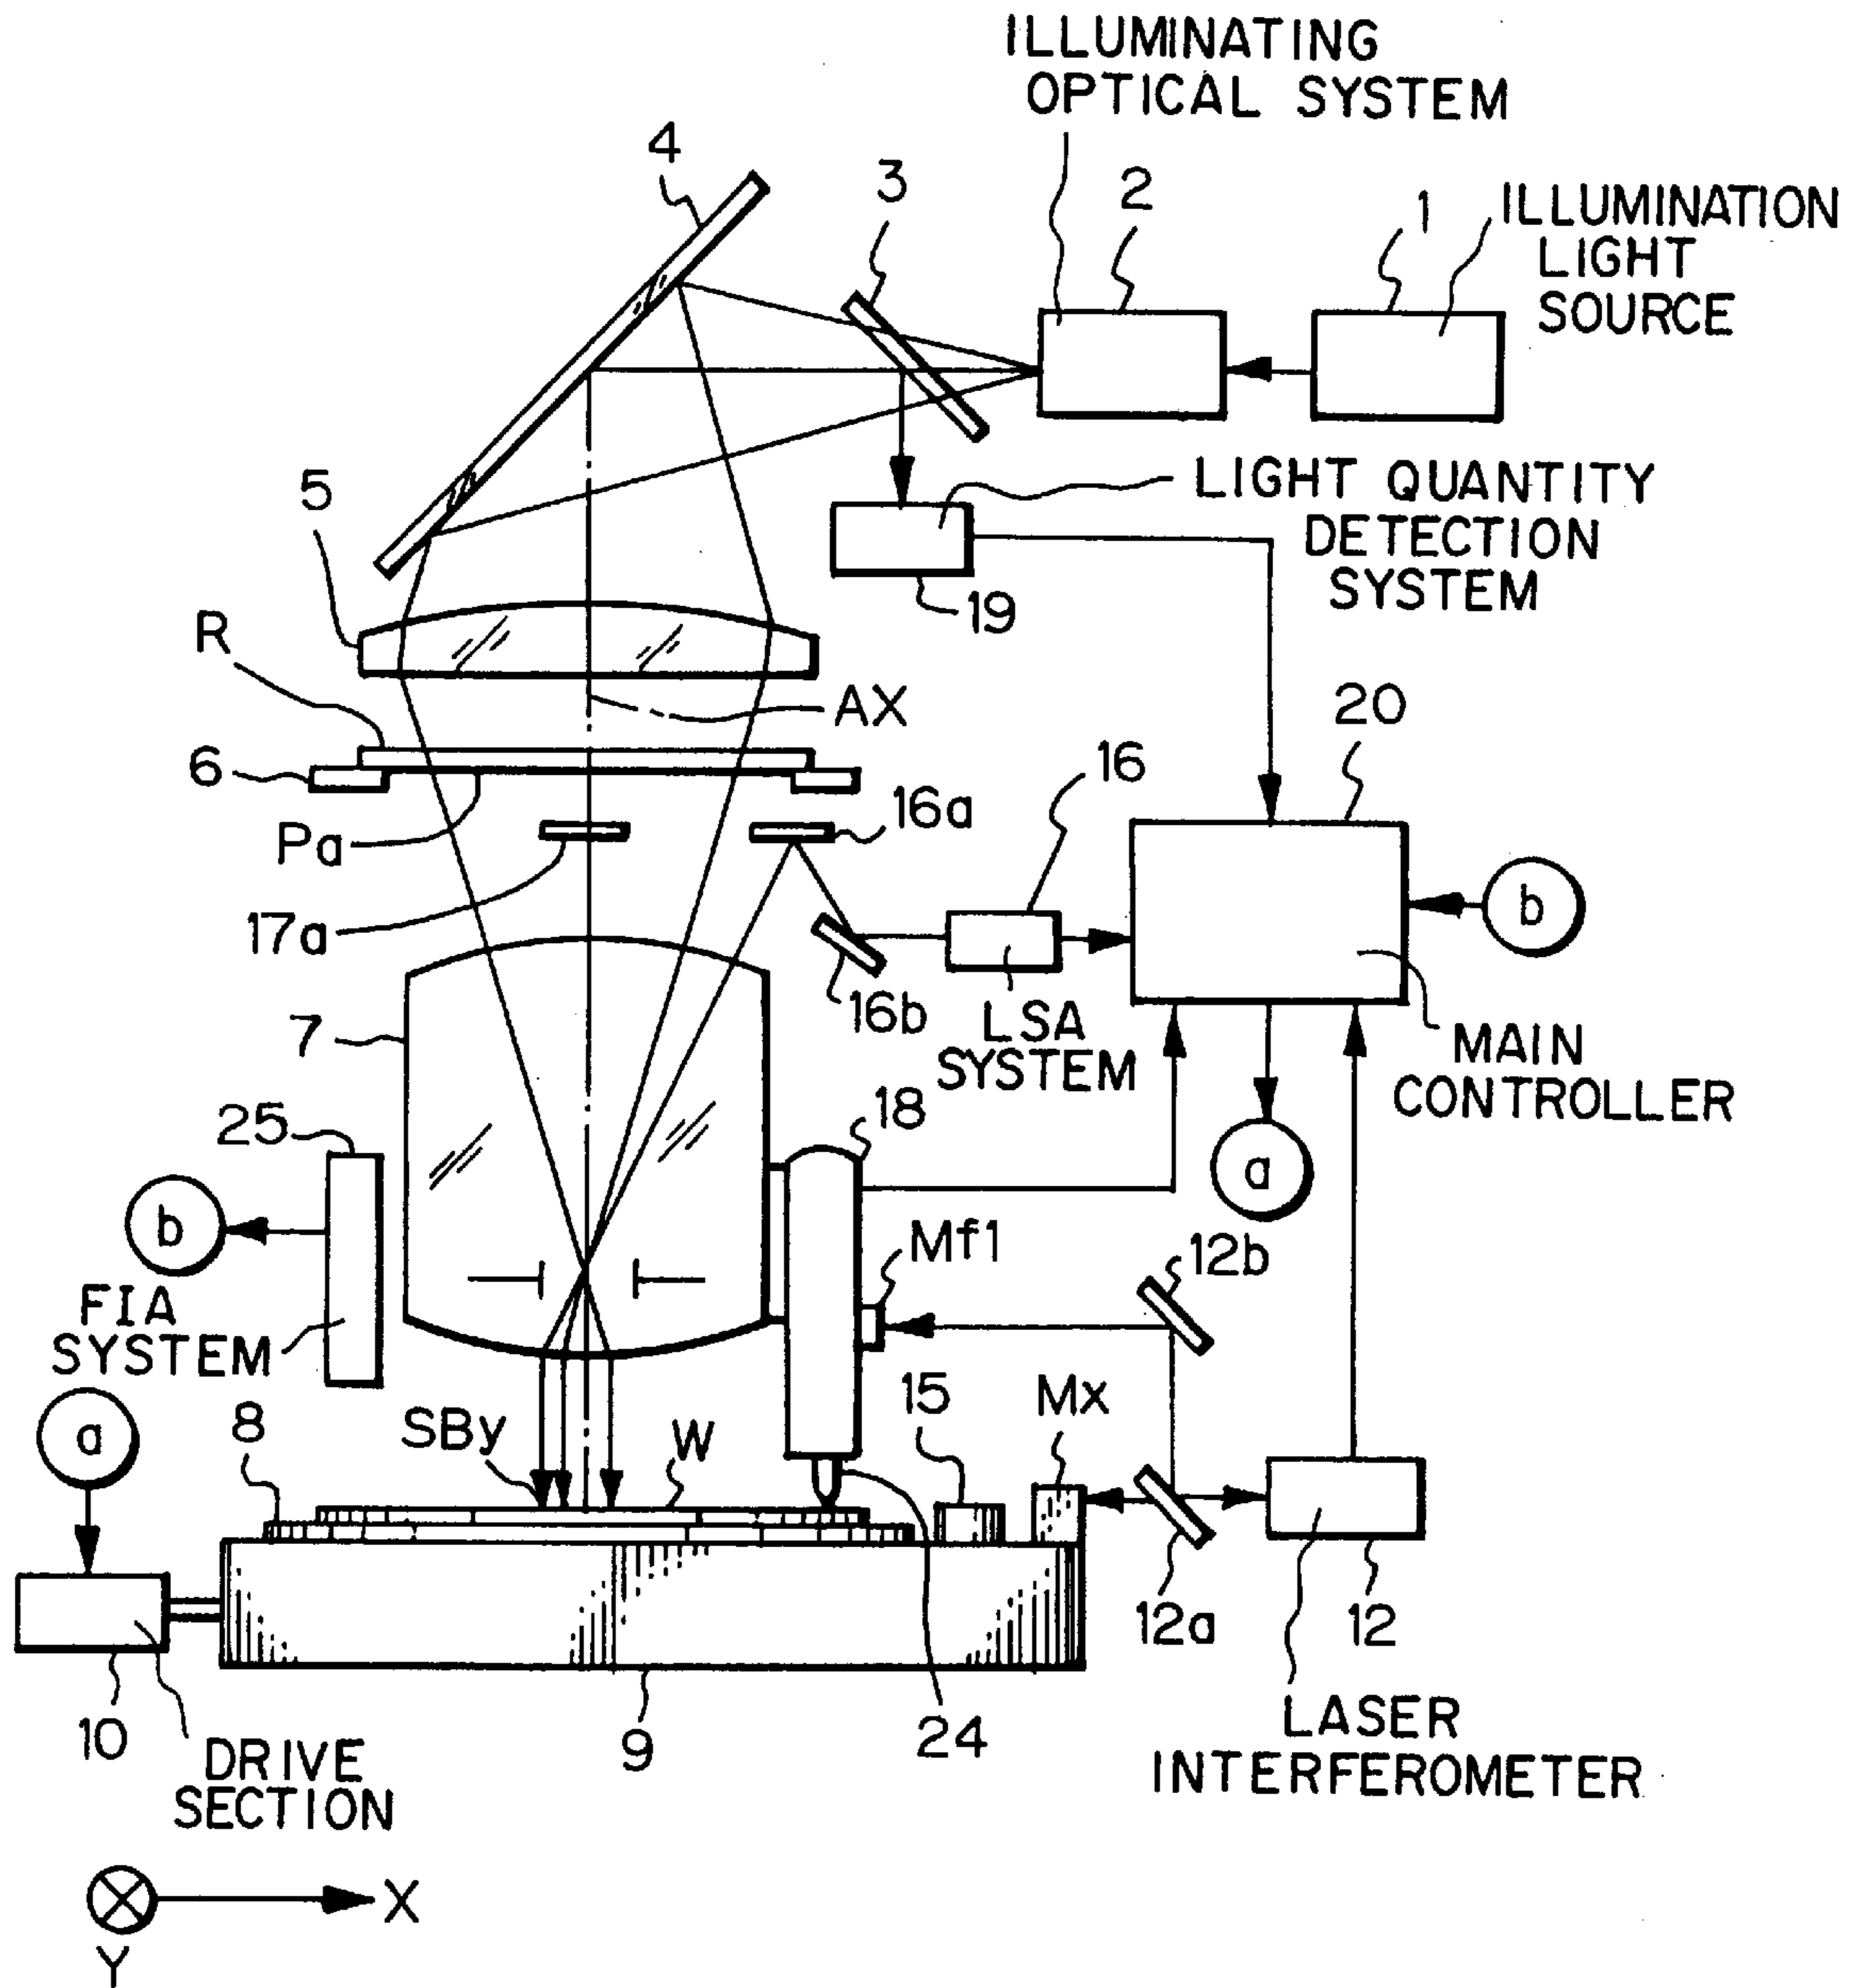 ILLUMINATING
OPTICAL SYSTEM
4
3
2
1
ILLUMINATION
LIGHT
SOURCE
5
LIGHT QUANTITY
DETECTION
SYSTEM
19
R
AX
20
6
16
16a
Pa
17a
b
16b
LSA
SYSTEM
7
MAIN
CONTROLLER
18
25
a
b
Mf1
12b
FIA
SYSTEM
15
Mx
a
8
SBy
W
12a
12
10
DRIVE
SECTION
9
24
LASER
INTERFEROMETER
X
Y